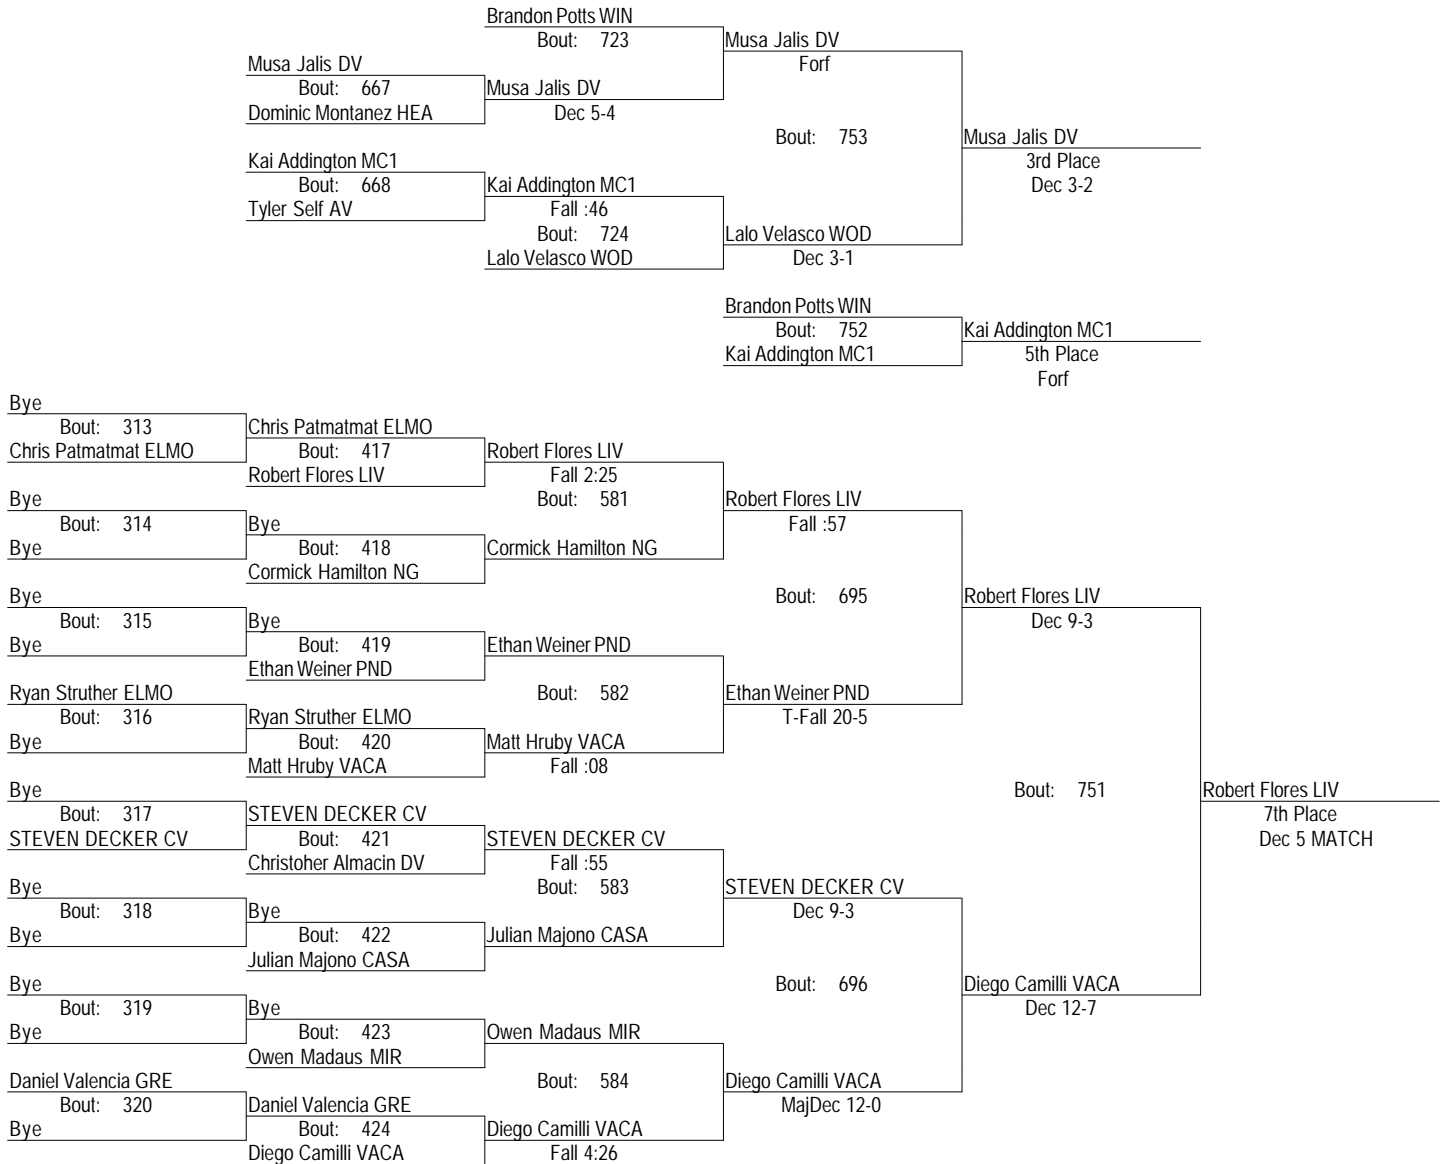 Brandon Potts WIN
Bout: 723
Musa Jalis DV
Musa Jalis DV
Forf
Bout: 667
Musa Jalis DV
Dominic Montanez HEA
Dec 5-4
Bout: 753
Musa Jalis DV
Kai Addington MC1
3rd Place
Bout: 668
Kai Addington MC1
Dec 3-2
Tyler Self AV
Fall :46
Bout: 724
Lalo Velasco WOD
Lalo Velasco WOD
Dec 3-1
Brandon Potts WIN
Bout: 752
Kai Addington MC1
Kai Addington MC1
5th Place
Forf
Bye
Bout: 313
Chris Patmatmat ELMO
Chris Patmatmat ELMO
Bout: 417
Robert Flores LIV
Robert Flores LIV
Fall 2:25
Bye
Bout: 581
Robert Flores LIV
Bout: 314
Bye
Fall :57
Bye
Bout: 418
Cormick Hamilton NG
Cormick Hamilton NG
Bye
Bout: 695
Robert Flores LIV
Bout: 315
Bye
Dec 9-3
Bye
Bout: 419
Ethan Weiner PND
Ethan Weiner PND
Ryan Struther ELMO
Bout: 582
Ethan Weiner PND
Bout: 316
Ryan Struther ELMO
T-Fall 20-5
Bye
Bout: 420
Matt Hruby VACA
Matt Hruby VACA
Fall :08
Bye
Bout: 751
Robert Flores LIV
Bout: 317
STEVEN DECKER CV
7th Place
STEVEN DECKER CV
Bout: 421
STEVEN DECKER CV
Dec 5 MATCH
Christoher Almacin DV
Fall :55
Bye
Bout: 583
STEVEN DECKER CV
Bout: 318
Bye
Dec 9-3
Bye
Bout: 422
Julian Majono CASA
Julian Majono CASA
Bye
Bout: 696
Diego Camilli VACA
Bout: 319
Bye
Dec 12-7
Bye
Bout: 423
Owen Madaus MIR
Owen Madaus MIR
Daniel Valencia GRE
Bout: 584
Diego Camilli VACA
Bout: 320
Daniel Valencia GRE
MajDec 12-0
Bye
Bout: 424
Diego Camilli VACA
Diego Camilli VACA
Fall 4:26